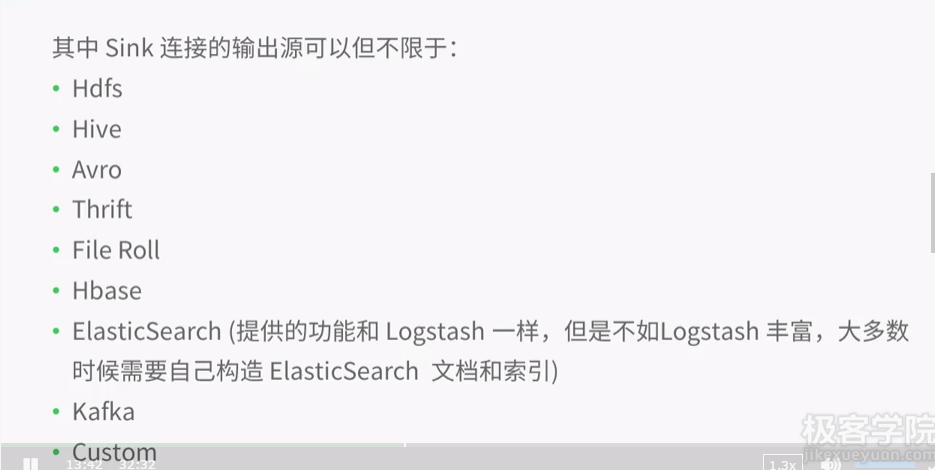 其中 Sink 连接的输出源可以但不限于：
• Hdfs
• Hive
• Avro
• Thrift
• File Roll
• Hbase
• ElasticSearch (提供的功能和 Logstash 一样，但是不如Logstash 丰富，大多数
时候需要自己构造 ElasticSearch 文档和索引)
• Kafka
• Custom
极客学院
jikexueyuan.com
13:42 32:32
1.3x